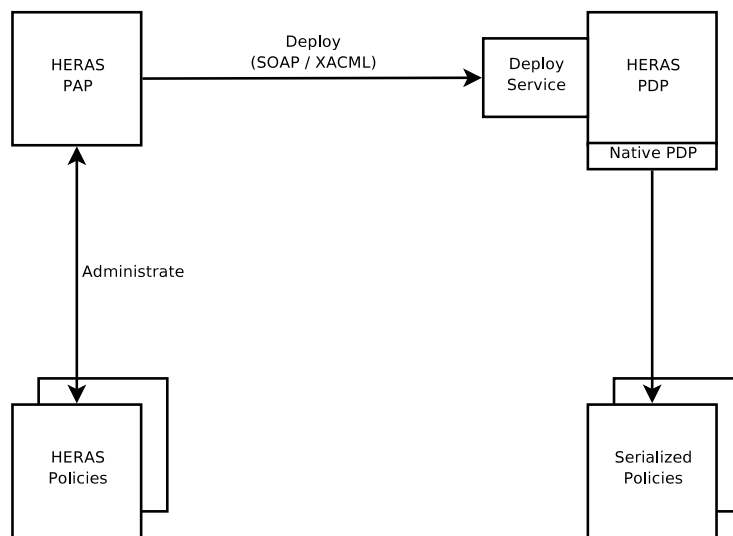 HERAS
PAP
Deploy
(SOAP / XACML)
Deploy
Service
HERAS
PDP
Native PDP
Administrate
HERAS
Policies
Serialized
Policies